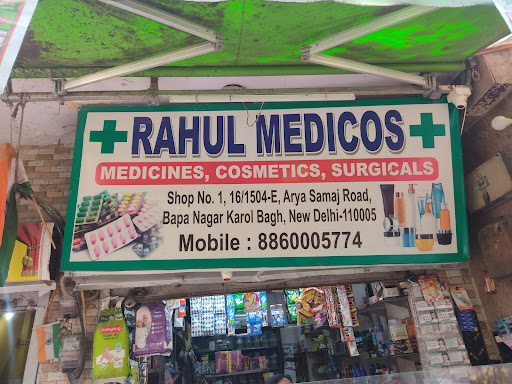 RAHUL MEDICOS
MEDICINES, COSMETICS, SURGICALS
Shop No. 1, 16/1504-E, Arya Samaj Road,
Bapa Nagar Karol Bagh, New Delhi-110005
Mobile : 8860005774